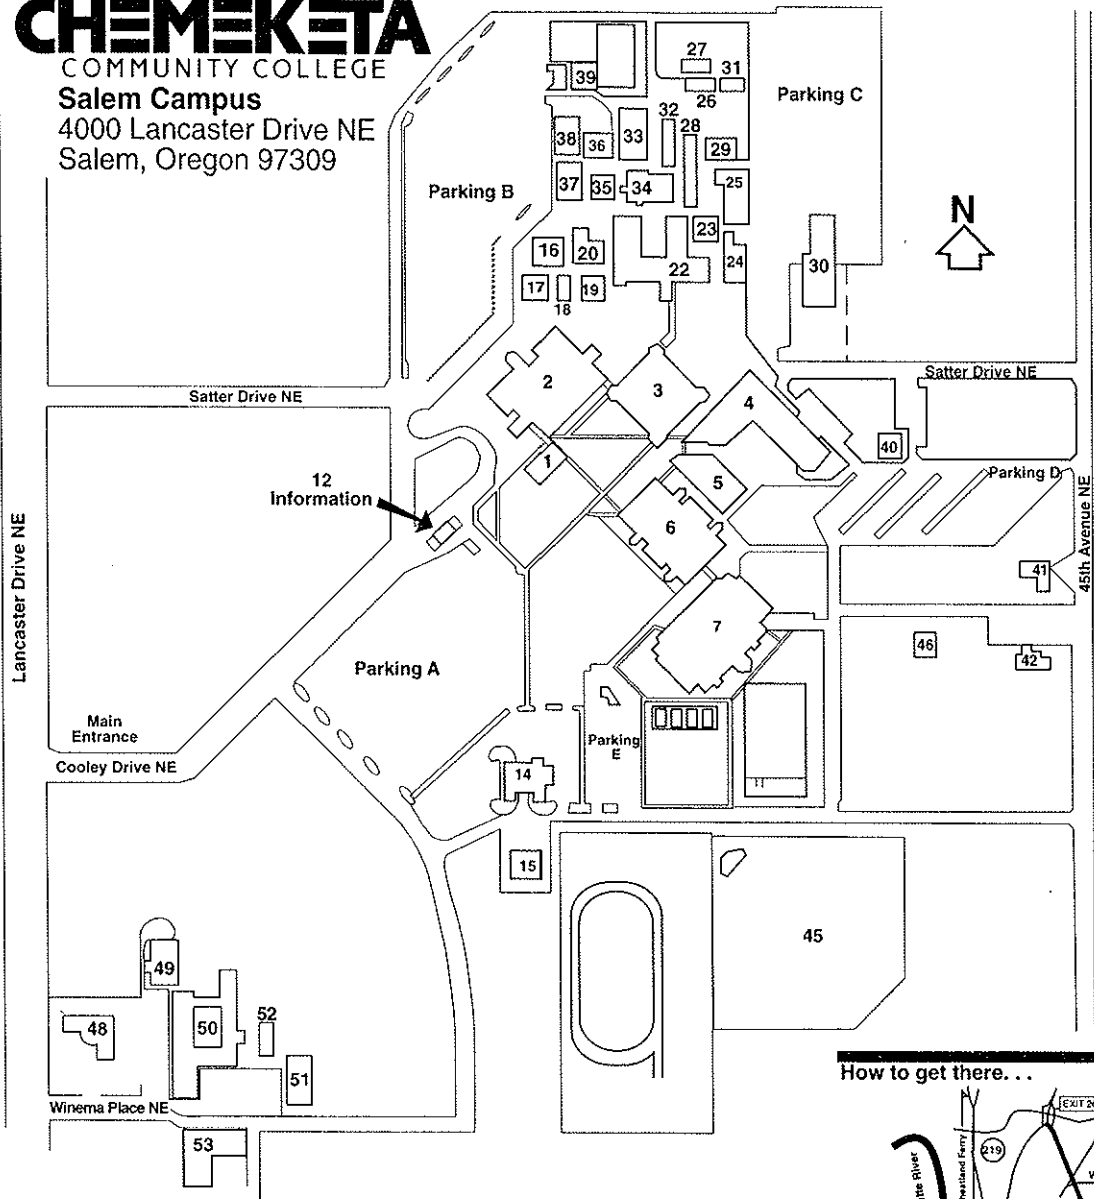 CHEMEKETA
COMMUNITY COLLEGE
Salem Campus
4000 Lancaster Drive NE
Salem, Oregon 97309
27
31
39
26
Parking C
32
28
38
36
33
29
Parking B
37
35
34
25
N
23
16
20
22
24
30
17
18
19
2
3
Satter Drive NE
Satter Drive NE
4
40
1
12
Information
5
Parking D
6
Lancaster Drive NE
45th Avenue NE
41
7
46
42
Parking A
Main
Entrance
Cooley Drive NE
Parking
E
14
15
45
49
48
50
52
51
Winema Place NE
53
How to get there. . .
219